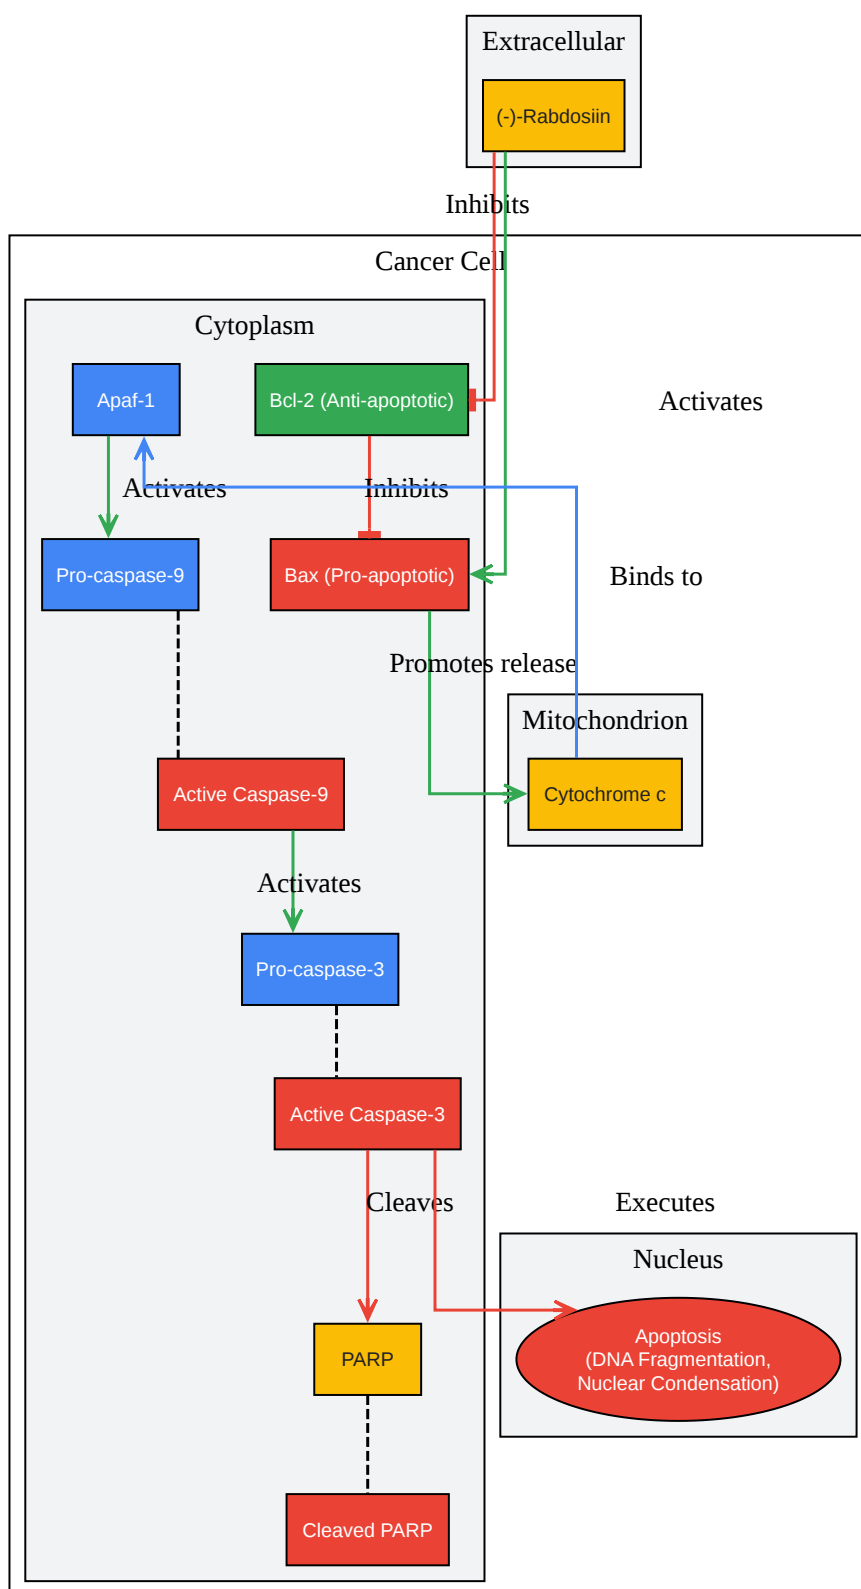 Extracellular
(-)-Rabdosiin
Inhibits
Cancer Cell
Cytoplasm
Apaf-1
Bcl-2 (Anti-apoptotic)
Activates
Activates
Inhibits
Pro-caspase-9
Bax (Pro-apoptotic)
Binds to
Promotes release
Mitochondrion
Active Caspase-9
Cytochrome c
Activates
Pro-caspase-3
Active Caspase-3
Cleaves
Executes
Nucleus
Apoptosis
(DNA Fragmentation,
Nuclear Condensation)
PARP
Cleaved PARP